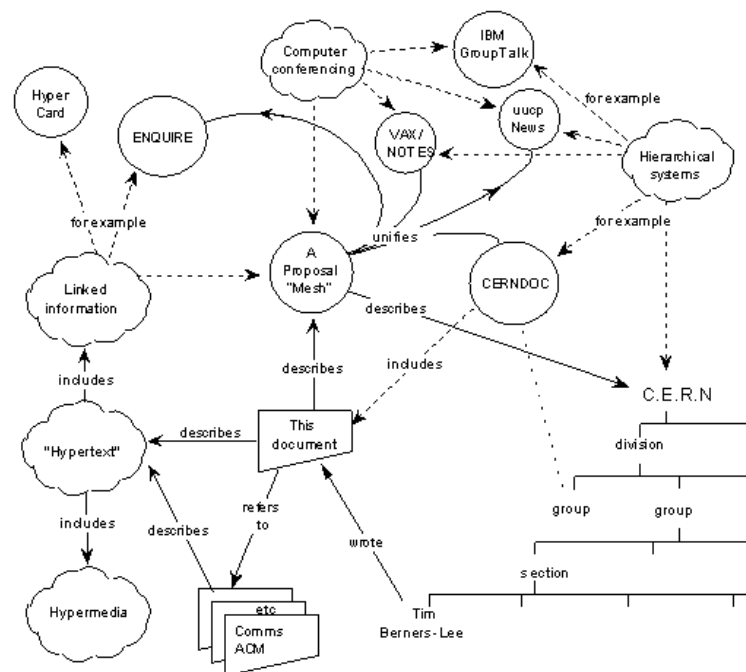 IBM
GroupTalk
Computer
conferencing
Hyper
Card
ENQUIRE
VAX/
NOTES
uucp
News
for example
Hierarchical
systems
for example
for example
unifies
A
Proposal
"Mesh"
CERNDOC
Linked
information
describes
includes
describes
includes
C.E.R.N
This
document
describes
"Hypertext"
division
includes
describes
refers
to
wrote
group
group
section
Hypermedia
etc
Comms
ACM
Tim
Berners-Lee